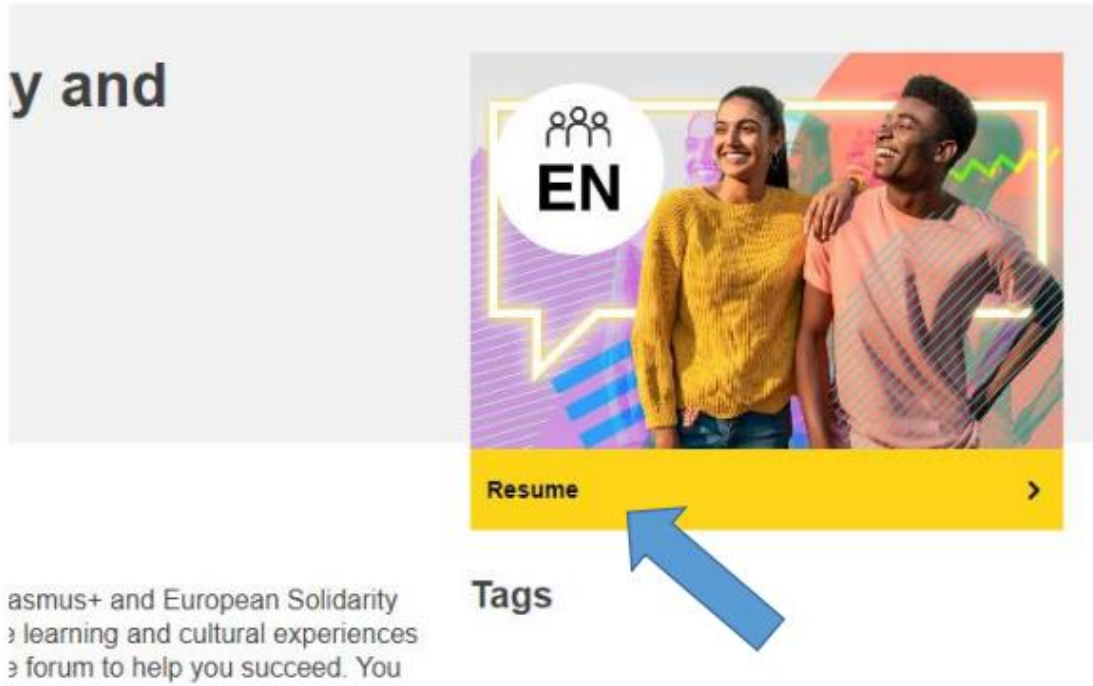 y and
EN
Resume
asmus+ and European Solidarity
learning and cultural experiences
forum to help you succeed. You
Tags